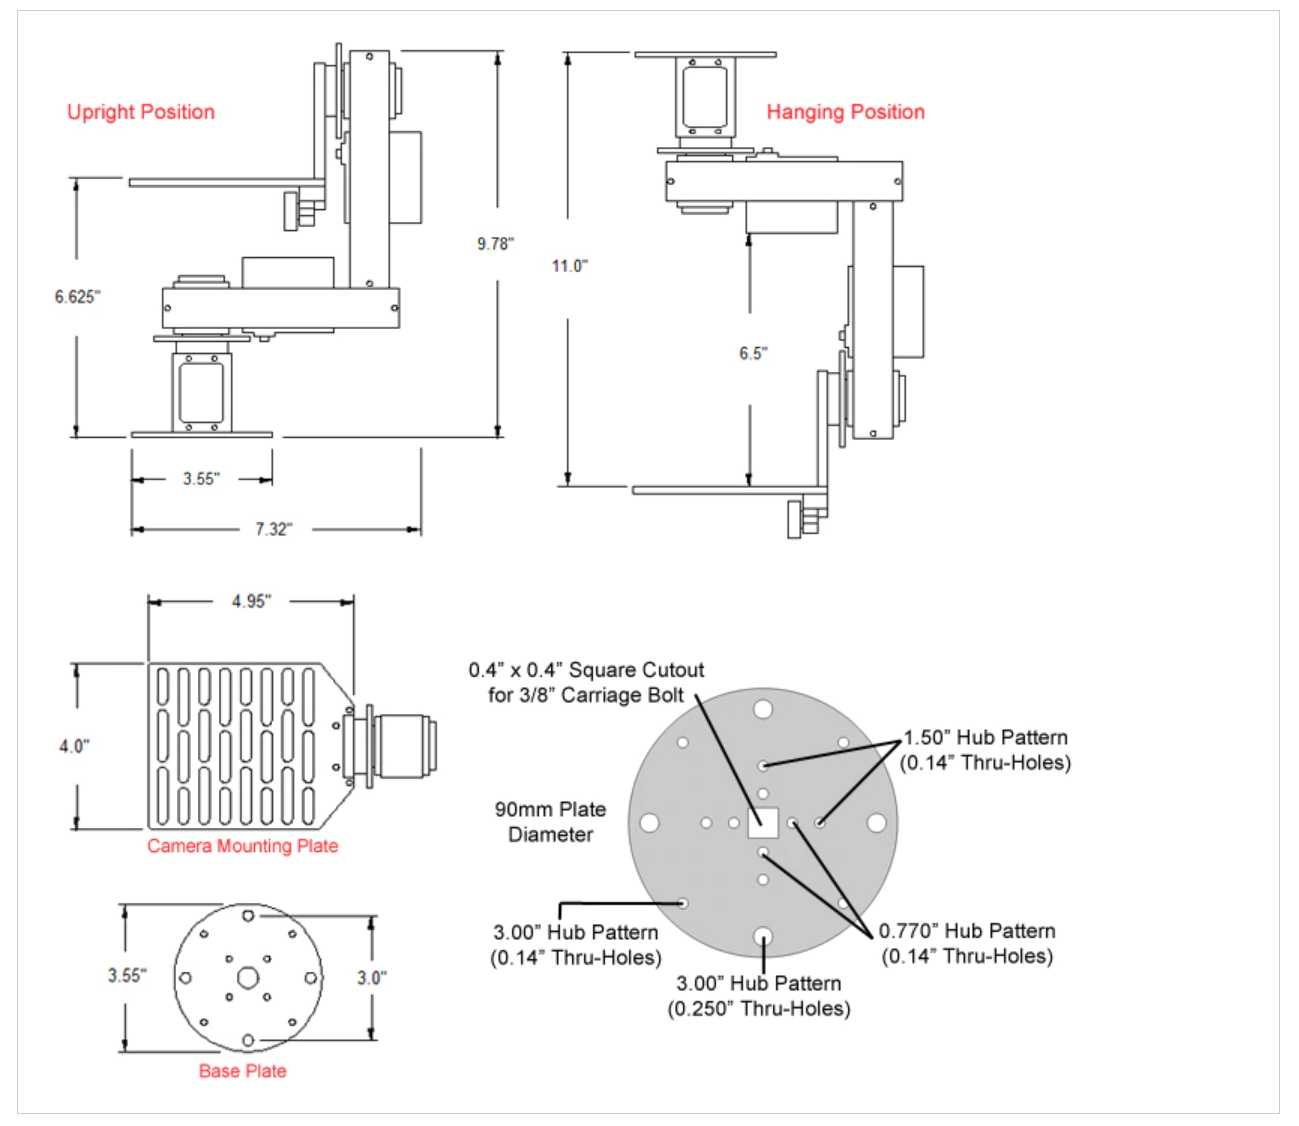 Upright Position
Hanging Position
9.78"
11.0"
6.625"
6.5"
3.55"
7.32"
4.95"
4.0"
Camera Mounting Plate
0.4” x 0.4” Square Cutout
for 3/8” Carriage Bolt
1.50” Hub Pattern
(0.14” Thru-Holes)
90mm Plate
Diameter
3.00” Hub Pattern
(0.14” Thru-Holes)
0.770” Hub Pattern
(0.14” Thru-Holes)
3.00” Hub Pattern
(0.250” Thru-Holes)
3.55"
3.0"
Base Plate